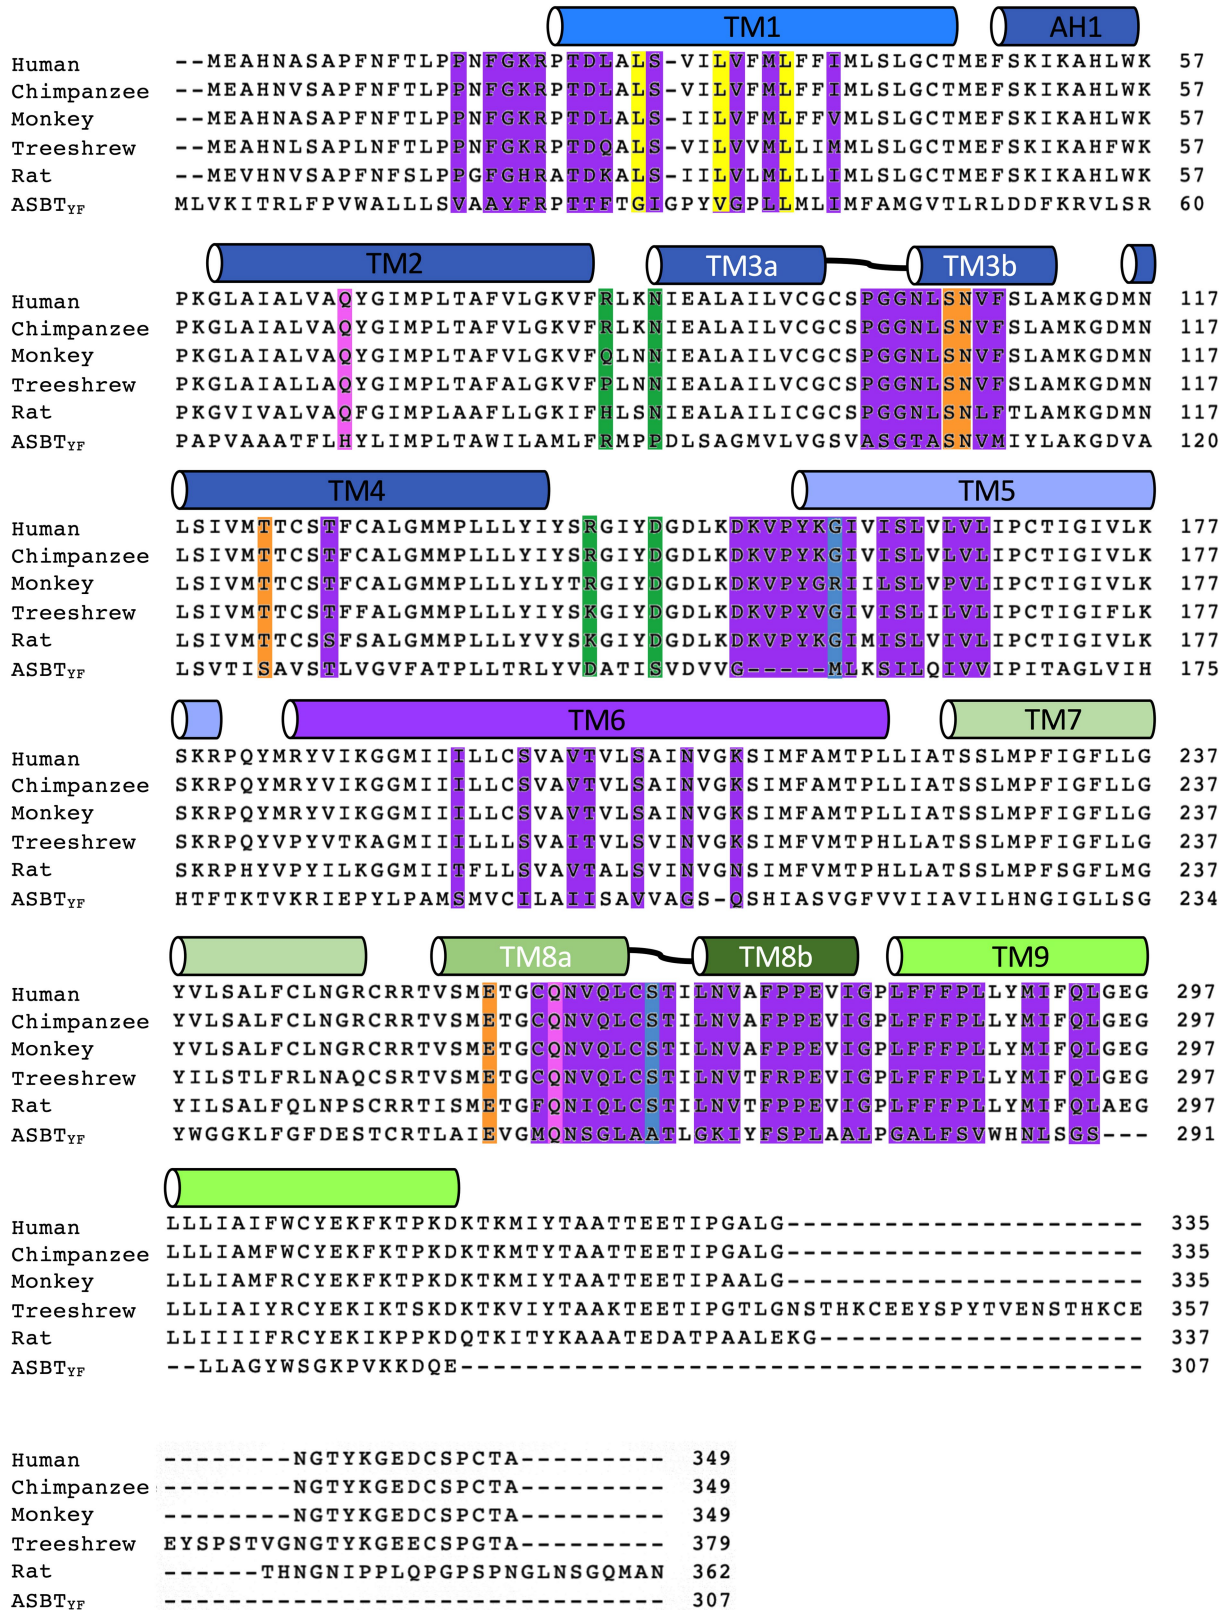 TM1 AH1
Human --MEAHNASAPFNFTLPPNFGKRPTDLALS-VILVFMLFFIMLSLGCTMEFSKIKAHLWK 57
Chimpanzee --MEAHNVSAPFNFTLPPNFGKRPTDLALS-VILVFMLFFIMLSLGCTMEFSKIKAHLWK 57
Monkey --MEAHNASAPFNFTLPPNFGKRPTDLALS-IILVFMLFFVMLSLGCTMEFSKIKAHLWK 57
Treeshrew --MEAHNLSAPLNFTLPPNFGKRPTDQALS-VILVVMLLIMMLSLGCTMEFSKIKAHFWK 57
Rat --MEVHNVSAPFNFSLPPGFGHRATDKALS-IILVLMLLLIMLSLGCTMEFSKIKAHLWK 57
ASBTYF MLVKITRLFPVWALLLSVAAYFRPTTFTGIGPYVGPLLMLIMFAMGVTLRLDDFKRVLSR 60
TM2 TM3a TM3b
Human PKGLAIALVAQYGIMPLTAFVLGKVFRLKNIEALAILVCGCSPGGNLSNVFSLAMKGDMN 117
Chimpanzee PKGLAIALVAQYGIMPLTAFVLGKVFRLKNIEALAILVCGCSPGGNLSNVFSLAMKGDMN 117
Monkey PKGLAIALVAQYGIMPLTAFVLGKVFQLNNIEALAILVCGCSPGGNLSNVFSLAMKGDMN 117
Treeshrew PKGLAIALLAQYGIMPLTAFALGKVFPLNNIEALAILVCGCSPGGNLSNVFSLAMKGDMN 117
Rat PKGVIVALVAQFGIMPLAAFLLGKIFHLSNIEALAILICGCSPGGNLSNLFTLAMKGDMN 117
ASBTYF PAPVAAATFLHYLIMPLTAWILAMLFRMPPDLSAGMVLVGSVASGTASNVMIYLAKGDVA 120
TM4 TM5
Human LSIVMTTCSTFCALGMMPLLLYIYSRGIYDGDLKDKVPYKGIVISLVLVLIPCTIGIVLK 177
Chimpanzee LSIVMTTCSTFCALGMMPLLLYIYSRGIYDGDLKDKVPYKGIVISLVLVLIPCTIGIVLK 177
Monkey LSIVMTTCSTFCALGMMPLLLYLYTRGIYDGDLKDKVPYGRIILSLVPVLIPCTIGIVLK 177
Treeshrew LSIVMTTCSTFFALGMMPLLLYIYSKGIYDGDLKDKVPYVGIVISLILVLIPCTIGIFLK 177
Rat LSIVMTTCSSFSALGMMPLLLYVYSKGIYDGDLKDKVPYKGIMISLVIVLIPCTIGIVLK 177
ASBTYF LSVTISAVSTLVGVFATPLLTRLYVDATISVDVVG-----MLKSILQIVVIPITAGLVIH 175
TM6 TM7
Human SKRPQYMRYVIKGGMIIILLCSVAVTVLSAINVGKSIMFAMTPLLIATSSLMPFIGFLLG 237
Chimpanzee SKRPQYMRYVIKGGMIIILLCSVAVTVLSAINVGKSIMFAMTPLLIATSSLMPFIGFLLG 237
Monkey SKRPQYMRYVIKGGMIIILLCSVAVTVLSAINVGKSIMFAMTPLLIATSSLMPFIGFLLG 237
Treeshrew SKRPQYVPYVTKAGMIIILLLSVAITVLSVINVGKSIMFVMTPHLLATSSLMPFIGFLLG 237
Rat SKRPHYVPYILKGGMIITFLLSVAVTALSVINVGNSIMFVMTPHLLATSSLMPFSGFLMG 237
ASBTYF HTFTKTVKRIEPYLPAMSMVCILAIISAVVAGS-QSHIASVGFVVIIAVILHNGIGLLSG 234
TM8a TM8b TM9
Human YVLSALFCLNGRCRRTVSMETGCQNVQLCSTILNVAFPPEVIGPLFFFPLLYMIFQLGEG 297
Chimpanzee YVLSALFCLNGRCRRTVSMETGCQNVQLCSTILNVAFPPEVIGPLFFFPLLYMIFQLGEG 297
Monkey YVLSALFCLNGRCRRTVSMETGCQNVQLCSTILNVAFPPEVIGPLFFFPLLYMIFQLGEG 297
Treeshrew YILSTLFRLNAQCSRTVSMETGCQNVQLCSTILNVTFRPEVIGPLFFFPLLYMIFQLGEG 297
Rat YILSALFQLNPSCRRTISMETGFQNIQLCSTILNVTFPPEVIGPLFFFPLLYMIFQLAEG 297
ASBTYF YWGGKLFGFDESTCRTLAIEVGMQNSGLAATLGKIYFSPLAALPGALFSVWHNLSGS--- 291
Human LLLIAIFWCYEKFKTPKDKTKMIYTAATTEETIPGALG---------------------- 335
Chimpanzee LLLIAMFWCYEKFKTPKDKTKMTYTAATTEETIPGALG---------------------- 335
Monkey LLLIAMFRCYEKFKTPKDKTKMIYTAATTEETIPAALG---------------------- 335
Treeshrew LLLIAIYRCYEKIKTSKDKTKVIYTAAKTEETIPGTLGNSTHKCEEYSPYTVENSTHKCE 357
Rat LLIIIIFRCYEKIKPPKDQTKITYKAAATEDATPAALEKG-------------------- 337
ASBTYF --LLAGYWSGKPVKKDQE------------------------------------------ 307
Human --------NGTYKGEDCSPCTA--------- 349
Chimpanzee --------NGTYKGEDCSPCTA--------- 349
Monkey --------NGTYKGEDCSPCTA--------- 349
Treeshrew EYSPSTVGNGTYKGEECSPGTA--------- 379
Rat ------THNGNIPPLQPGPSPNGLNSGQMAN 362
ASBTYF ------------------------------- 307